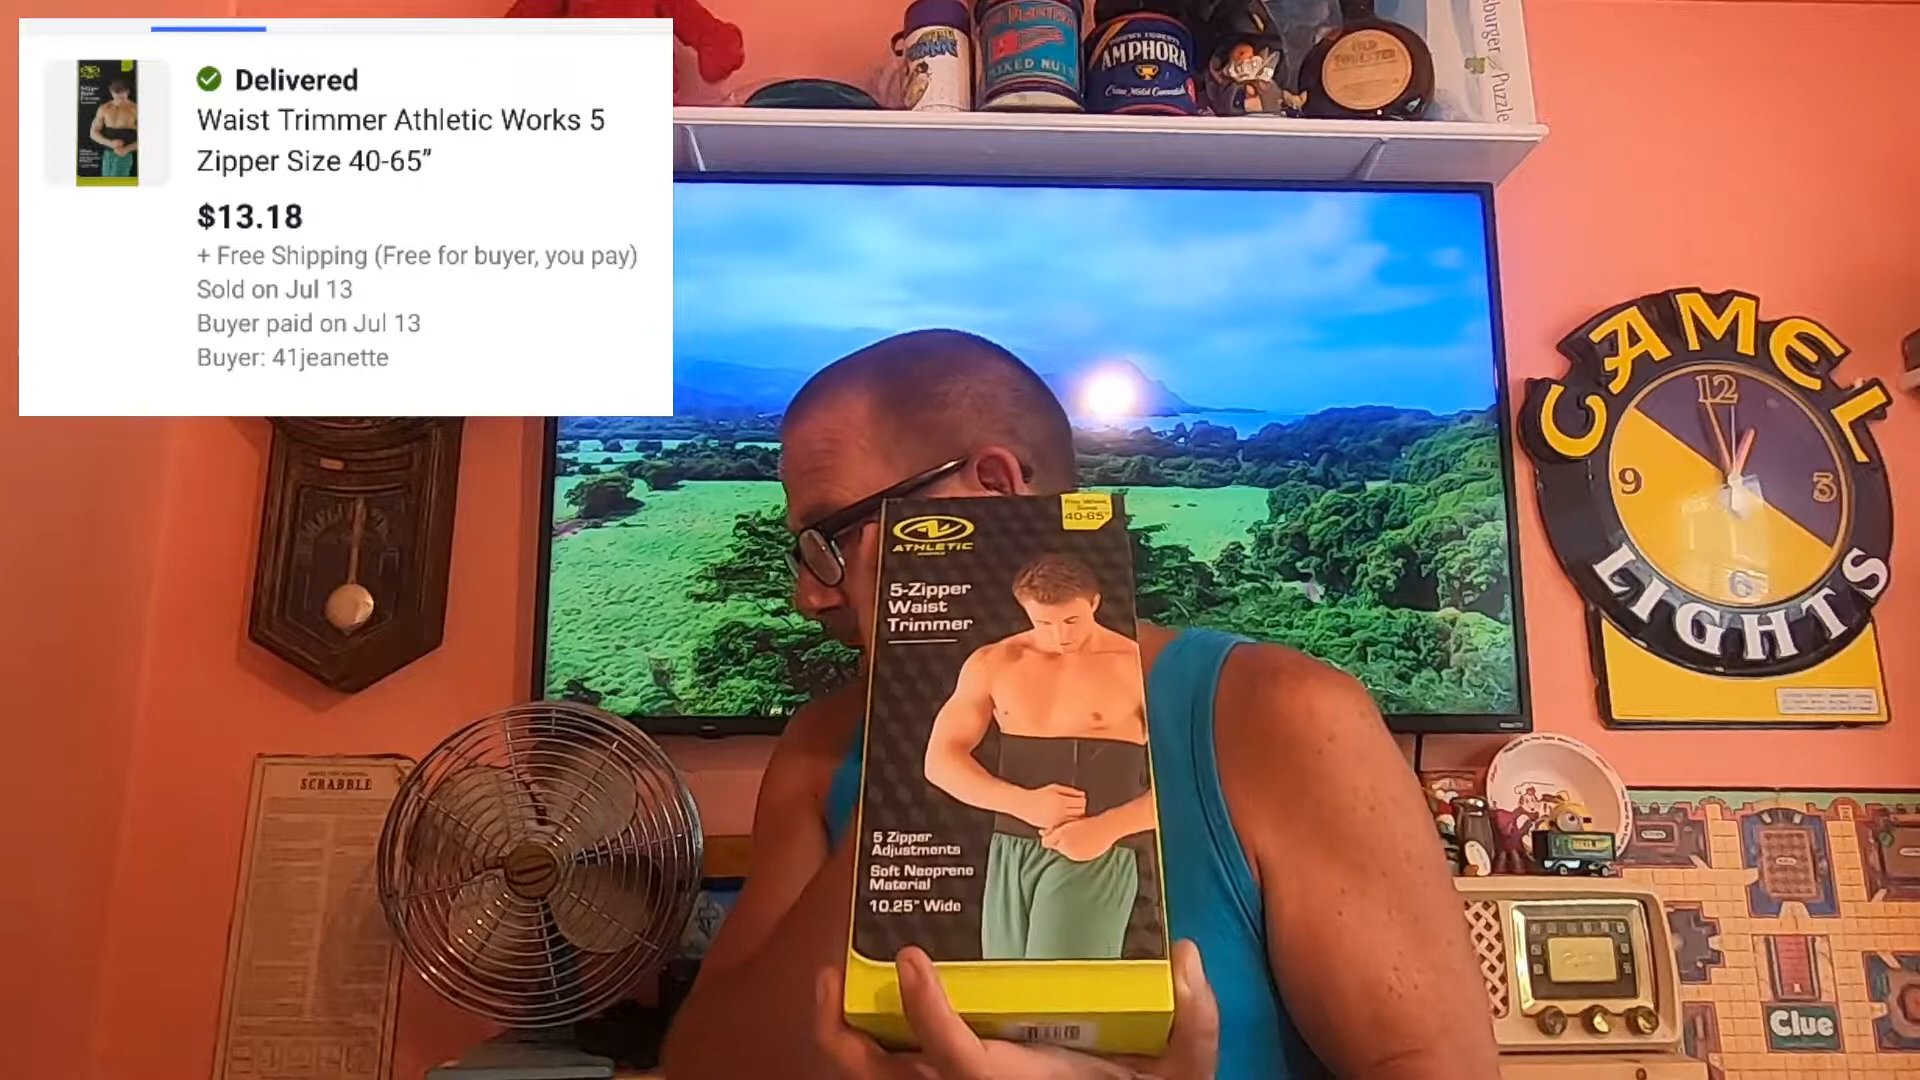 Delivered
Waist Trimmer Athletic Works 5
Zipper Size 40-65”
$13.18
+ Free Shipping (Free for buyer, you pay)
Sold on Jul 13
Buyer paid on Jul 13
Buyer: 41jeanette
MIXED NUTS
AMPHORA
Puzzle
CAMEL
12
3
6
9
LIGHTS
40-65"
ATHLETIC
5-Zipper
Waist
Trimmer
5 Zipper
Adjustments
Soft Neoprene
Material
10.25" Wide
SCRABBLE
Clue